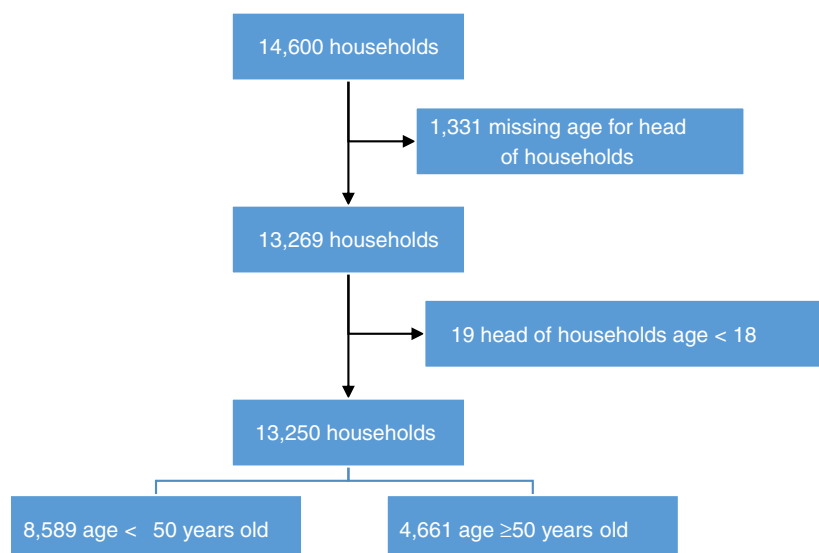 14,600 households
1,331 missing age for head
of households
13,269 households
19 head of households age < 18
13,250 households
8,589 age < 50 years old
4,661 age ≥50 years old